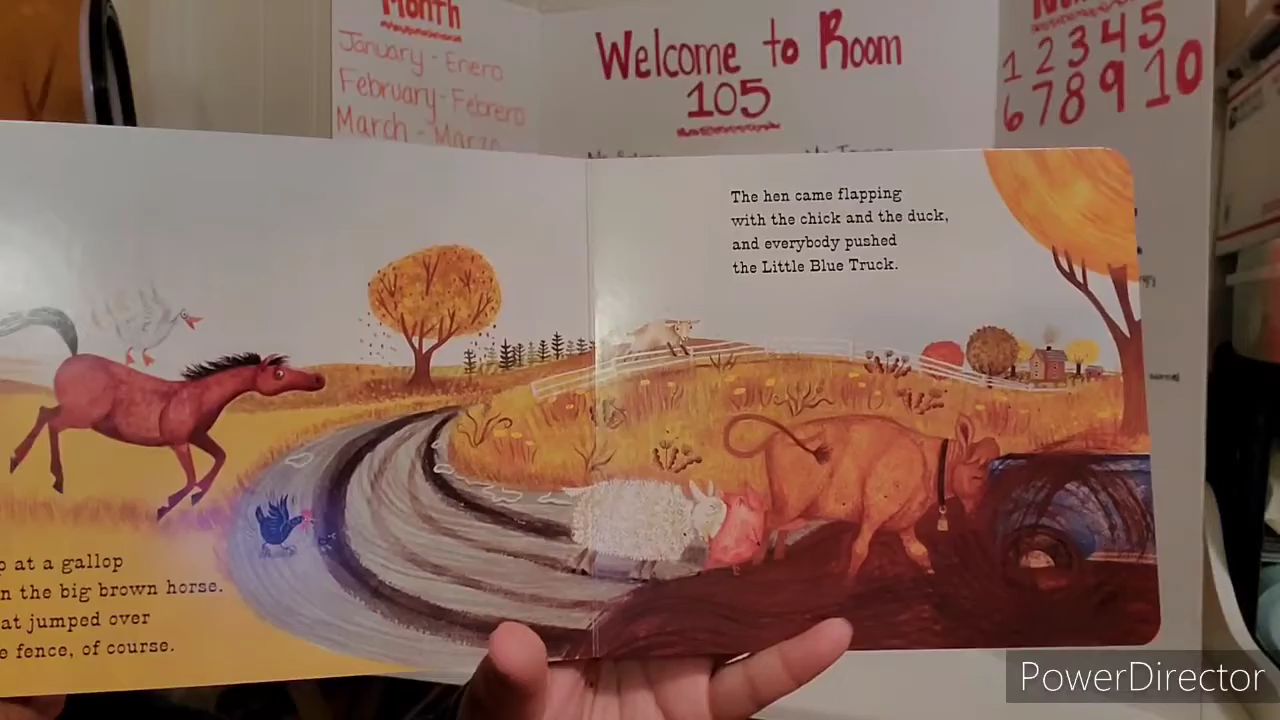 Month
January - Enero
February - Febrero
March - Marzo
Welcome to Room
105
1 2 3 4 5
6 7 8 9 10
The hen came flapping
with the chick and the duck,
and everybody pushed
the Little Blue Truck.
at a gallop
the big brown horse.
jumped over
fence, of course.
PowerDirector